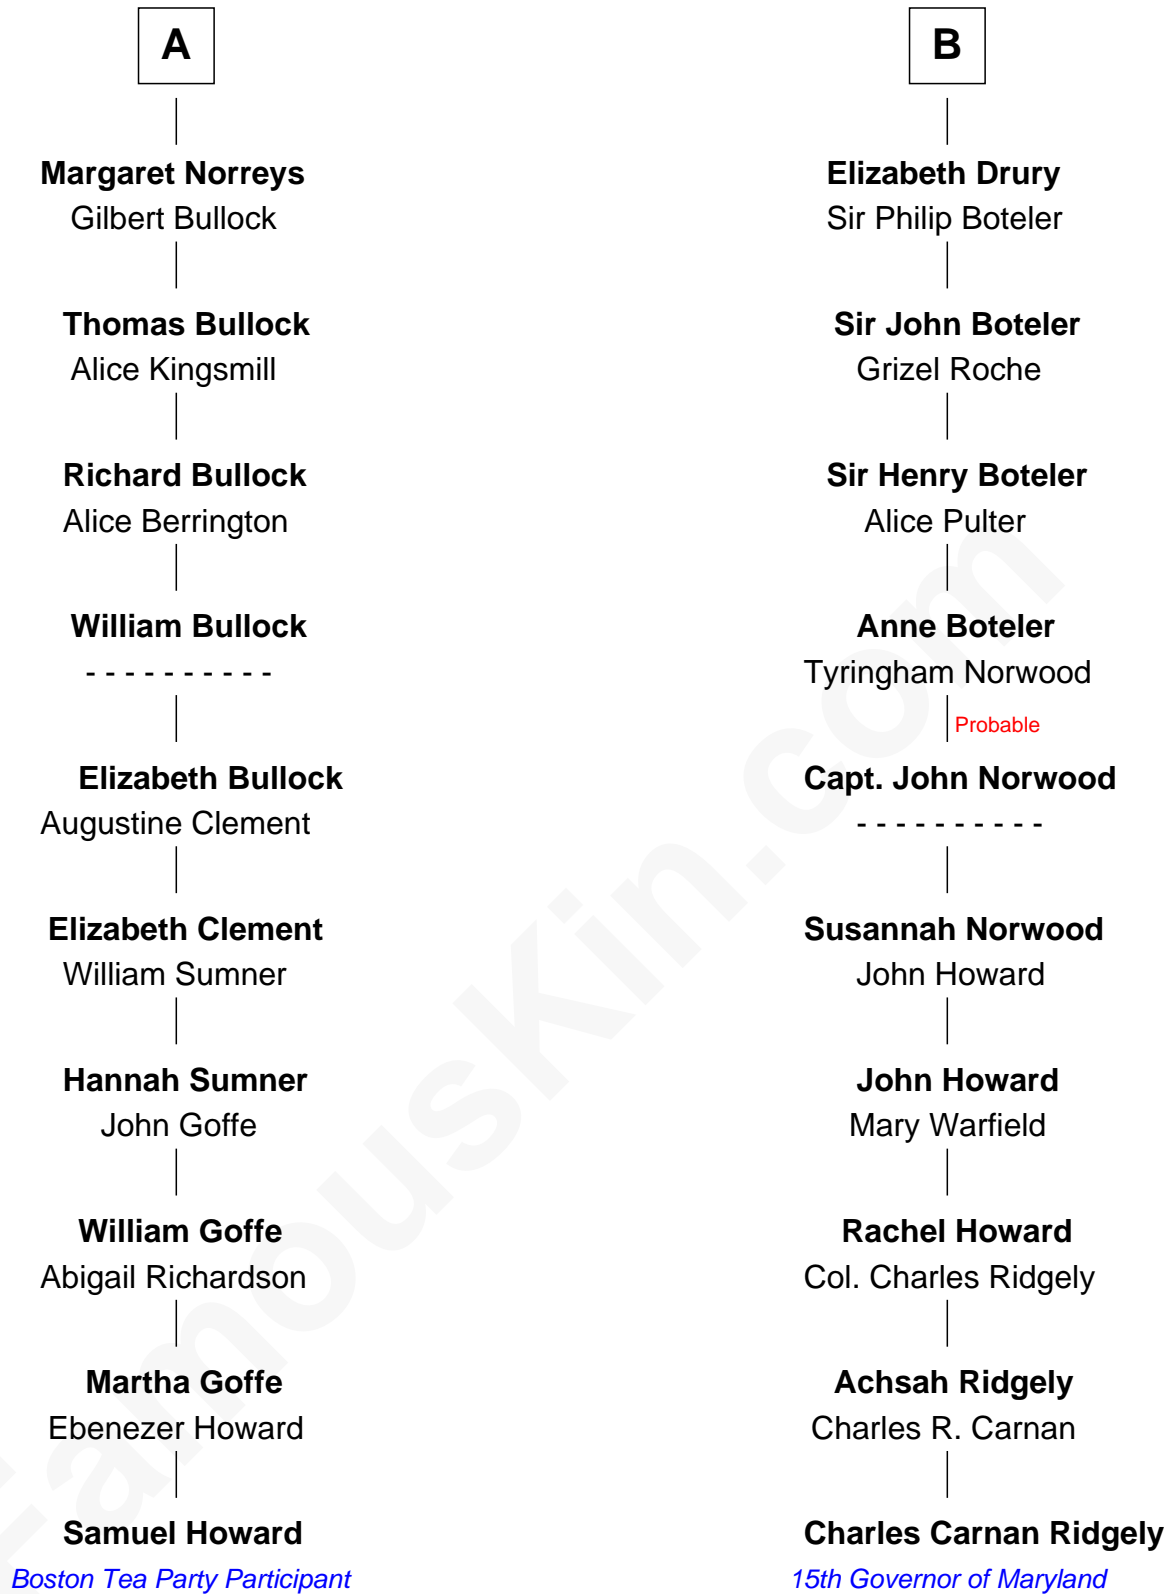 A
Margaret Norreys
Gilbert Bullock
Thomas Bullock
Alice Kingsmill
Richard Bullock
Alice Berrington
William Bullock
- - - - - - - - - -
Elizabeth Bullock
Augustine Clement
Elizabeth Clement
William Sumner
Hannah Sumner
John Goffe
William Goffe
Abigail Richardson
Martha Goffe
Ebenezer Howard
Samuel Howard
Boston Tea Party Participant
B
Elizabeth Drury
Sir Philip Boteler
Sir John Boteler
Grizel Roche
Sir Henry Boteler
Alice Pulter
Anne Boteler
Tyringham Norwood
Probable
Capt. John Norwood
- - - - - - - - - -
Susannah Norwood
John Howard
John Howard
Mary Warfield
Rachel Howard
Col. Charles Ridgely
Achsah Ridgely
Charles R. Carnan
Charles Carnan Ridgely
15th Governor of Maryland
FamousKin.com